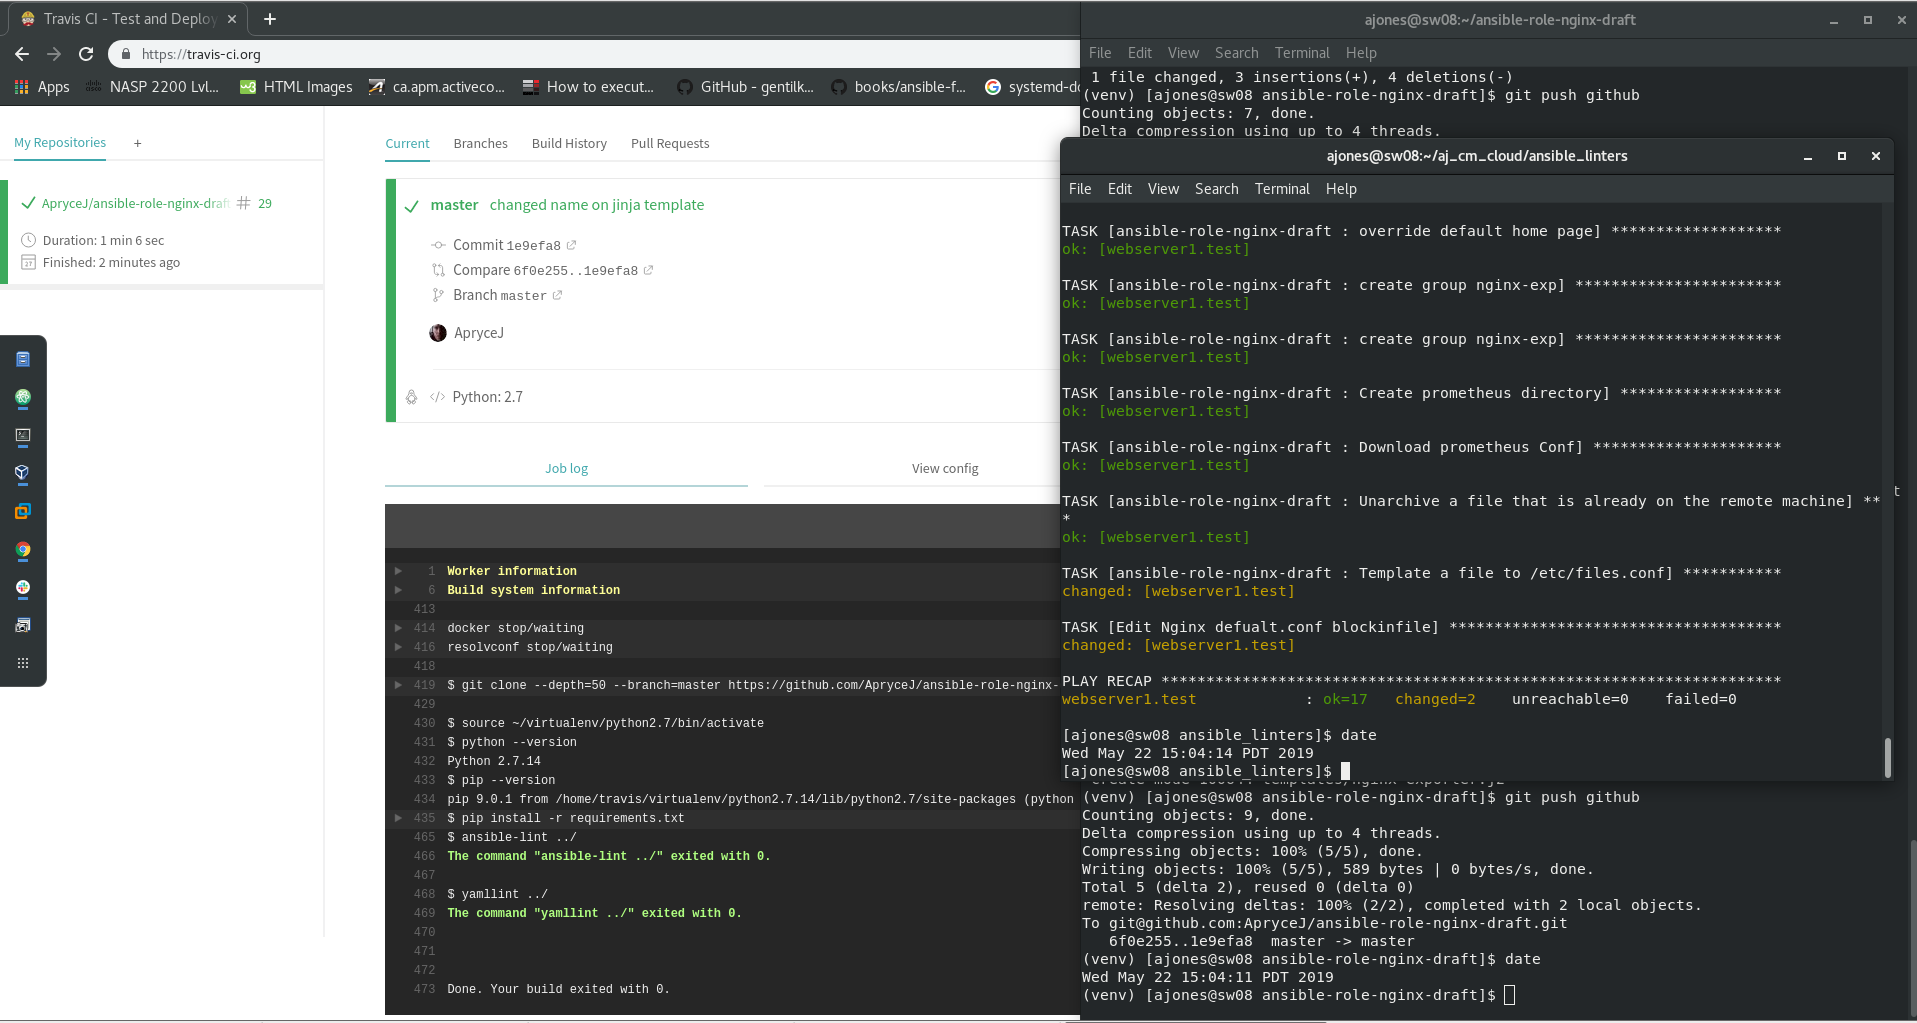 Travis CI - Test and Deploy
https://travis-ci.org
Apps
NASP 2200 Lvl...
HTML Images
ca.apm.activeco...
How to execut...
GitHub - gentilk...
books/ansible-f...
systemd-do
My Repositories +
ApryceJ/ansible-role-nginx-draft # 29
Duration: 1 min 6 sec
Finished: 2 minutes ago
Current Branches Build History Pull Requests
master changed name on jinja template
Commit 1e9efa8
Compare 6f0e255..1e9efa8
Branch master
ApryceJ
Python: 2.7
Job log View config
1 Worker information
6 Build system information
413
414 docker stop/waiting
416 resolvconf stop/waiting
418
419 $ git clone --depth=50 --branch=master https://github.com/ApryceJ/ansible-role-nginx-
429
430 $ source ~/virtualenv/python2.7/bin/activate
431 $ python --version
432 Python 2.7.14
433 $ pip --version
434 pip 9.0.1 from /home/travis/virtualenv/python2.7.14/lib/python2.7/site-packages (python
435 $ pip install -r requirements.txt
465 $ ansible-lint ../
466 The command "ansible-lint ../" exited with 0.
467
468 $ yamllint ../
469 The command "yamllint ../" exited with 0.
470
471
472
473 Done. Your build exited with 0.
ajones@sw08:~/ansible-role-nginx-draft
File Edit View Search Terminal Help
1 file changed, 3 insertions(+), 4 deletions(-)
(venv) [ajones@sw08 ansible-role-nginx-draft]$ git push github
Counting objects: 7, done.
Delta compression using up to 4 threads.
ajones@sw08:~/aj_cm_cloud/ansible_linters
File Edit View Search Terminal Help
TASK [ansible-role-nginx-draft : override default home page] *******************
ok: [webserver1.test]
TASK [ansible-role-nginx-draft : create group nginx-exp] ***********************
ok: [webserver1.test]
TASK [ansible-role-nginx-draft : create group nginx-exp] ***********************
ok: [webserver1.test]
TASK [ansible-role-nginx-draft : Create prometheus directory] ******************
ok: [webserver1.test]
TASK [ansible-role-nginx-draft : Download prometheus Conf] *********************
ok: [webserver1.test]
TASK [ansible-role-nginx-draft : Unarchive a file that is already on the remote machine] **
*
ok: [webserver1.test]
TASK [ansible-role-nginx-draft : Template a file to /etc/files.conf] ***********
changed: [webserver1.test]
TASK [Edit Nginx defualt.conf blockinfile] *************************************
changed: [webserver1.test]
PLAY RECAP *********************************************************************
webserver1.test : ok=17 changed=2 unreachable=0 failed=0
[ajones@sw08 ansible_linters]$ date
Wed May 22 15:04:14 PDT 2019
[ajones@sw08 ansible_linters]$
(venv) [ajones@sw08 ansible-role-nginx-draft]$ git push github
Counting objects: 9, done.
Delta compression using up to 4 threads.
Compressing objects: 100% (5/5), done.
Writing objects: 100% (5/5), 589 bytes | 0 bytes/s, done.
Total 5 (delta 2), reused 0 (delta 0)
remote: Resolving deltas: 100% (2/2), completed with 2 local objects.
To git@github.com:ApryceJ/ansible-role-nginx-draft.git
6f0e255..1e9efa8 master -> master
(venv) [ajones@sw08 ansible-role-nginx-draft]$ date
Wed May 22 15:04:11 PDT 2019
(venv) [ajones@sw08 ansible-role-nginx-draft]$